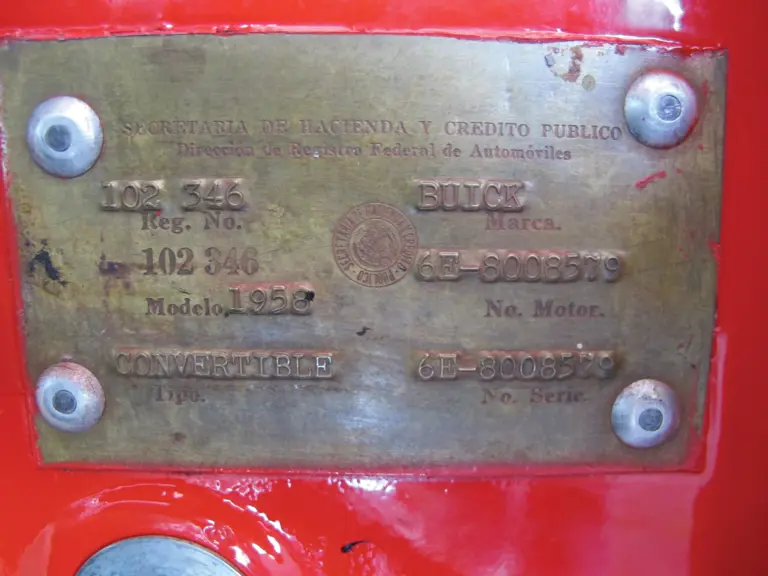 SECRETARIA DE HACIENDA Y CREDITO PUBLICO
Dirección de Registro Federal de Automóviles
102 346 BUICK
Reg. No. Marca.
102 346 6E-8008579
Modelo, 1958 No. Motor.
CONVERTIBLE 6E-8008579
Tipo. No. Serie.